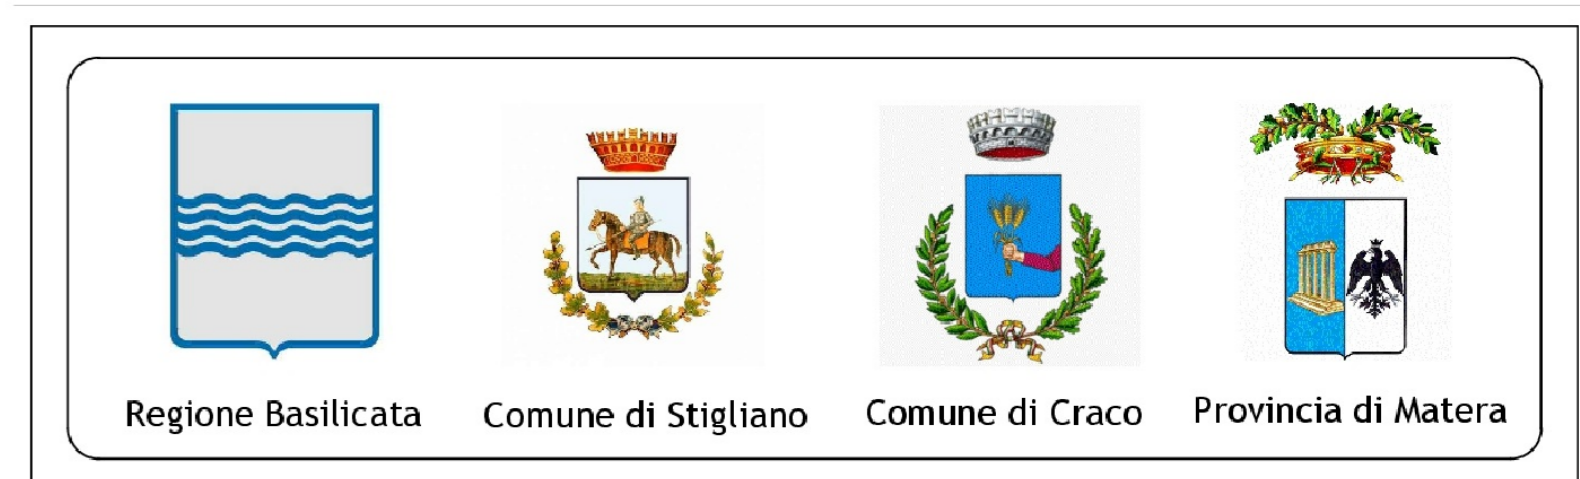 Regione Basilicata
Comune di Stigliano
Comune di Craco
Provincia di Matera